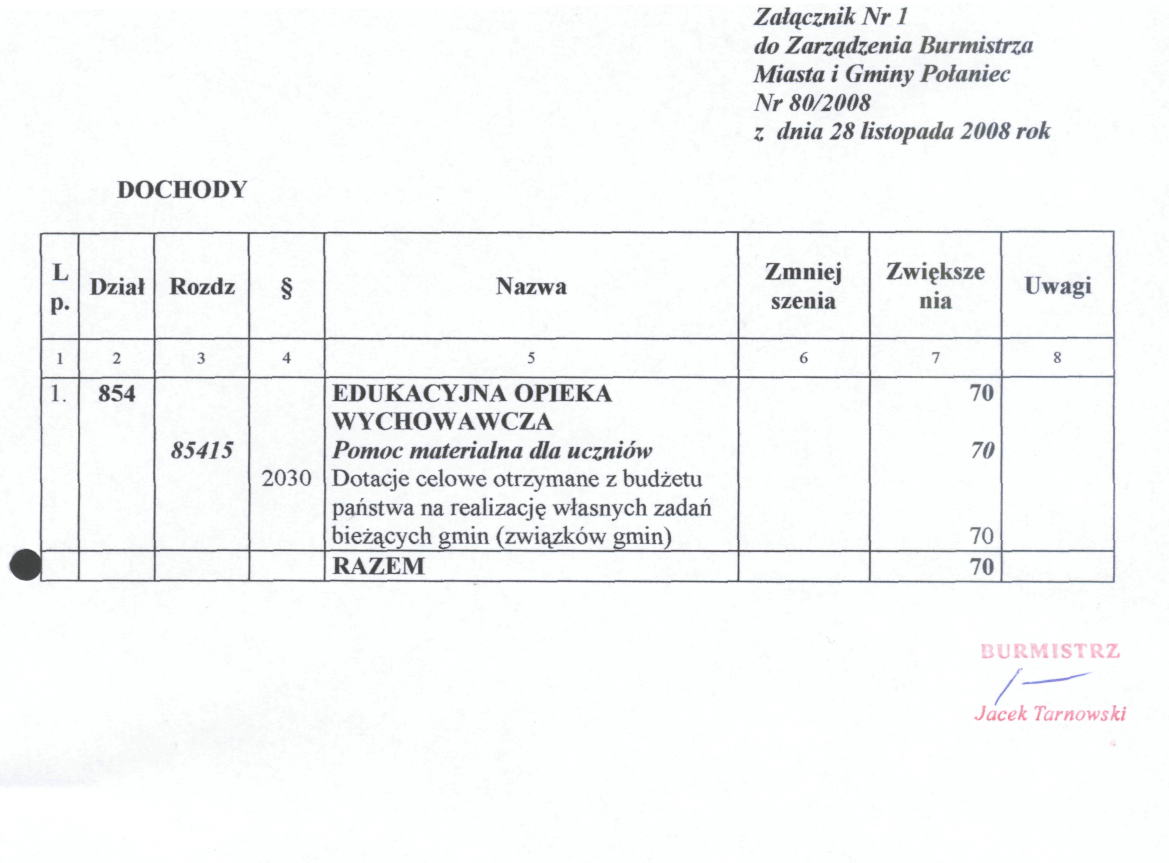 Załącznik Nr 1
do Zarządzenia Burmistrza
Miasta i Gminy Połaniec
Nr 80/2008
z dnia 28 listopada 2008 rok
DOCHODY
L
p.
Dział
Rozdz
§
Nazwa
Zmniej
szenia
Zwiększe
nia
Uwagi
1 2 3 4 5 6 7 8
1. 854 EDUKACYJNA OPIEKA 70
WYCHOWAWCZA
85415 Pomoc materialna dla uczniów 70
2030 Dotacje celowe otrzymane z budżetu
państwa na realizację własnych zadań
bieżących gmin (związków gmin) 70
RAZEM 70
BURMISTRZ
Jacek Tarnowski